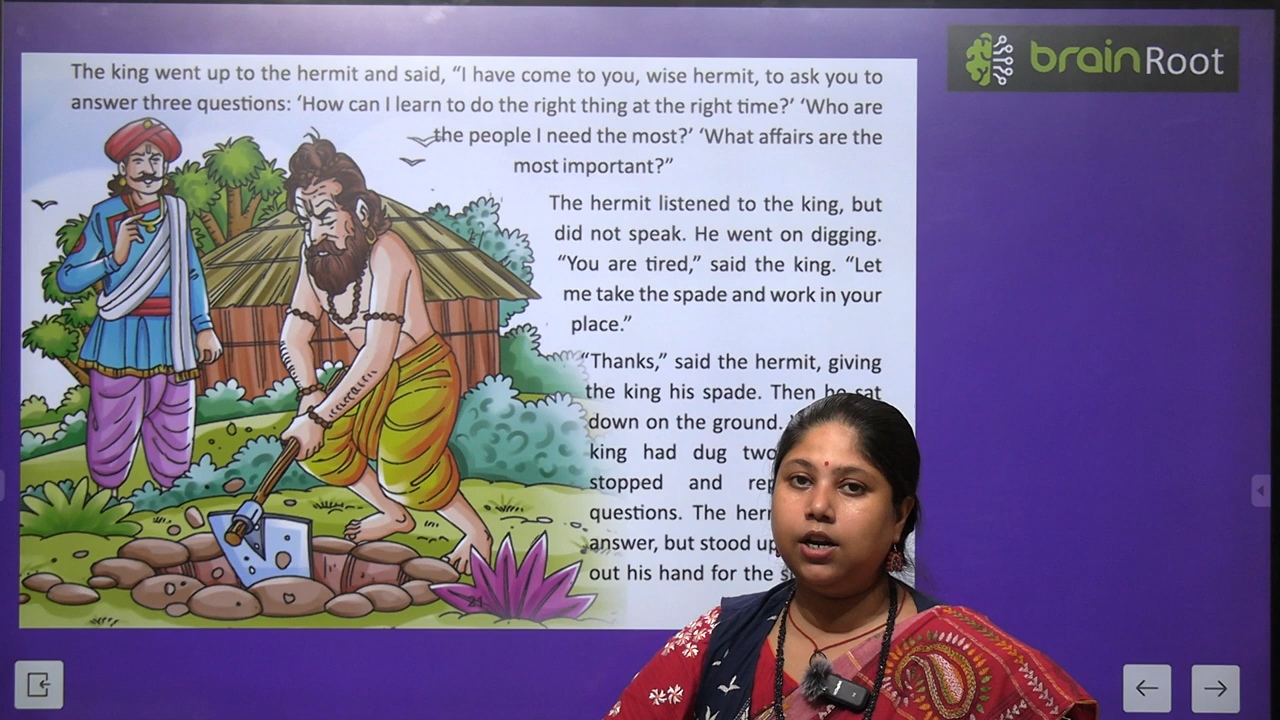 brainRoot
The king went up to the hermit and said, “I have come to you, wise hermit, to ask you to
answer three questions: ‘How can I learn to do the right thing at the right time?’ ‘Who are
the people I need the most?’ ‘What affairs are the
most important?”
The hermit listened to the king, but
did not speak. He went on digging.
“You are tired,” said the king. “Let
me take the spade and work in your
place.”
“Thanks,” said the hermit, giving
the king his spade. Then he sat
down on the ground.
king had dug two
stopped and
questions. The
answer, but stood up
out his hand for the
21